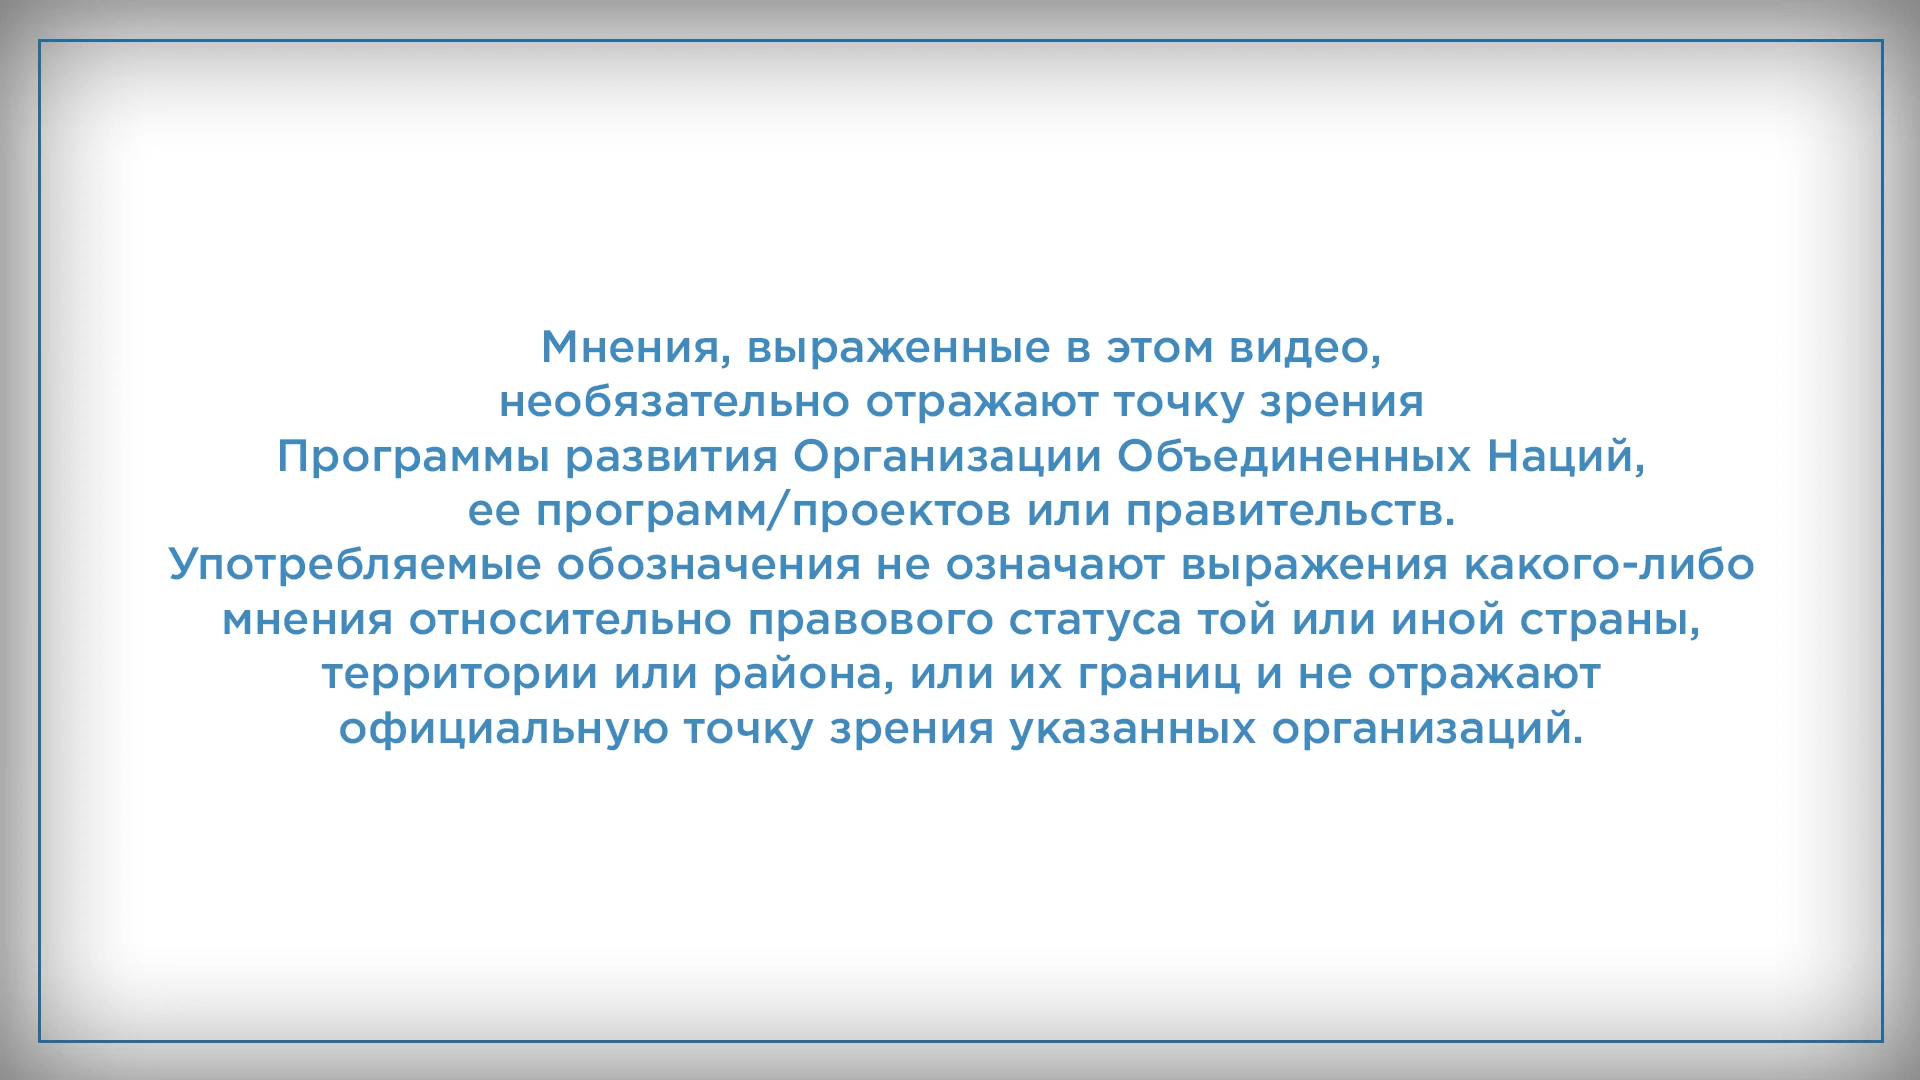 Мнения, выраженные в этом видео,
необязательно отражают точку зрения
Программы развития Организации Объединенных Наций,
ее программ/проектов или правительств.
Употребляемые обозначения не означают выражения какого-либо
мнения относительно правового статуса той или иной страны,
территории или района, или их границ и не отражают
официальную точку зрения указанных организаций.